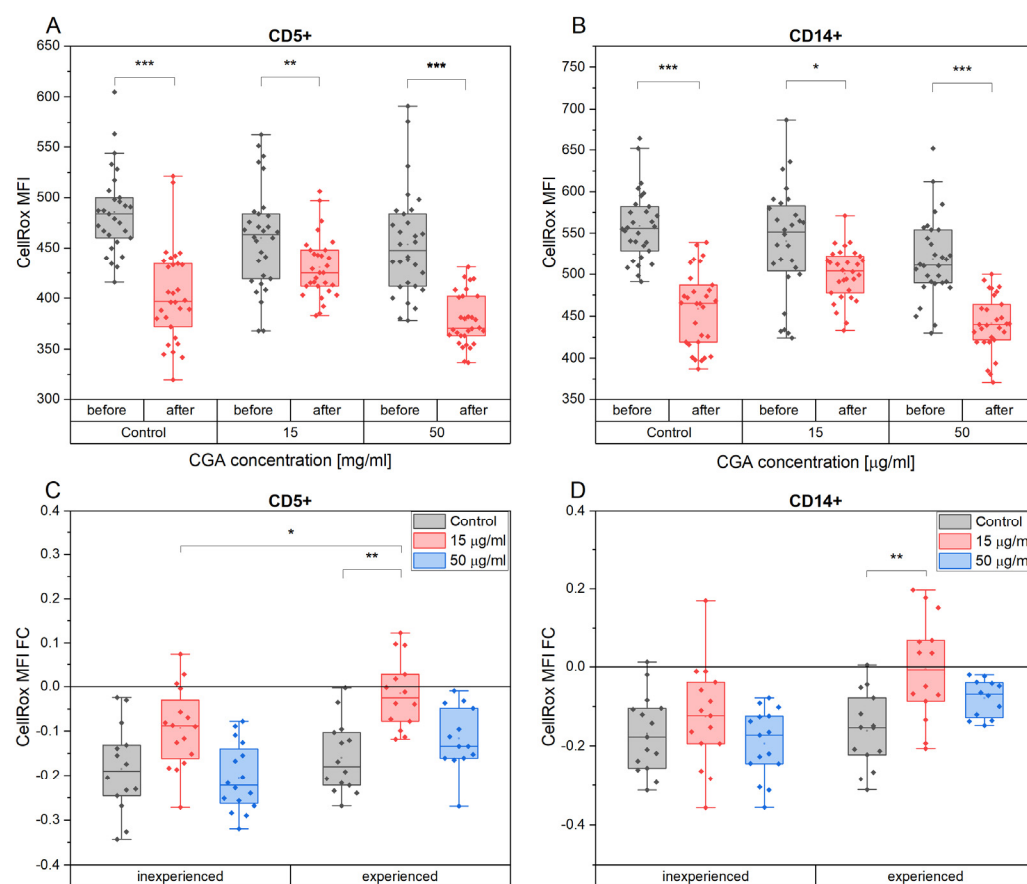 A
CD5+
650
600
550
500
450
400
350
300
CellRox MFI
***
**
***
before after before after before after
Control 15 50
CGA concentration [mg/ml]
B
CD14+
750
700
650
600
550
500
450
400
350
CellRox MFI
***
*
***
before after before after before after
Control 15 50
CGA concentration [µg/ml]
C
CD5+
0.4
0.3
0.2
0.1
0.0
-0.1
-0.2
-0.3
-0.4
CellRox MFI FC
Control
15 µg/ml
50 µg/ml
*
**
inexperienced experienced
D
CD14+
0.4
0.2
0.0
-0.2
-0.4
CellRox MFI FC
Control
15 µg/m
50 µg/m
**
inexperienced experienced